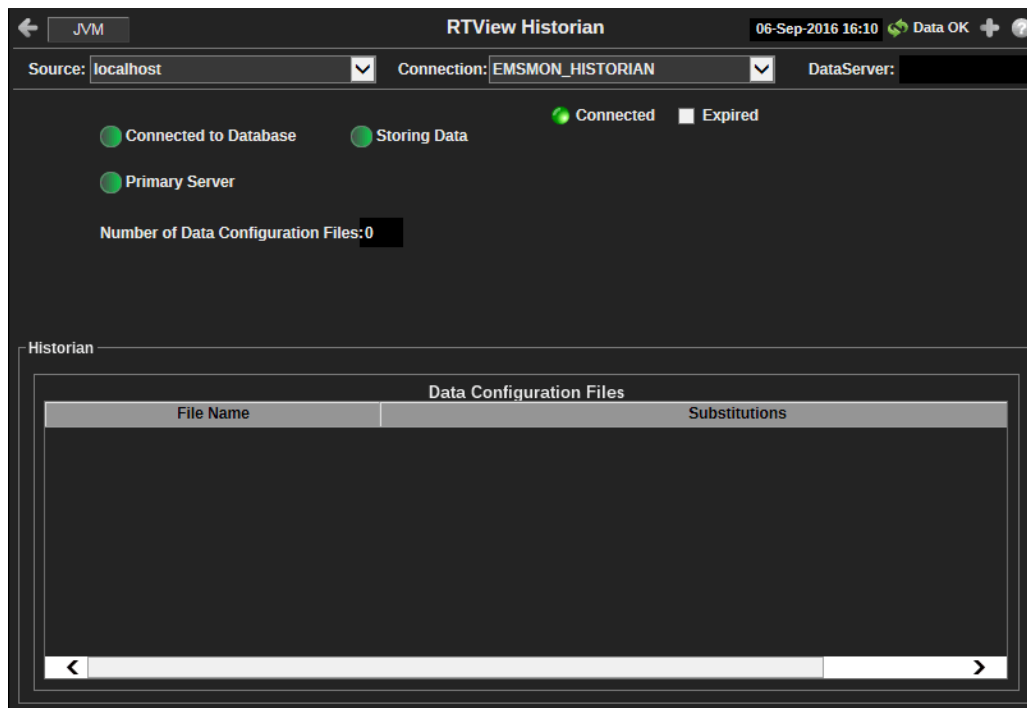 JVM RTView Historian 06-Sep-2016 16:10 Data OK
Source: localhost Connection: EMSMON_HISTORIAN DataServer:
Connected Expired
Connected to Database Storing Data
Primary Server
Number of Data Configuration Files: 0
Historian
Data Configuration Files
File Name Substitutions